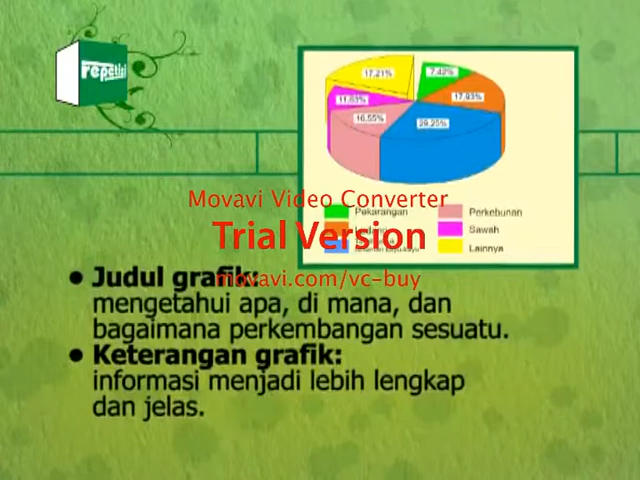 repetisi
17.21%
7.42%
17.93%
11.63%
16.55%
29.25%
Movavi Video Converter
Pekarangan
Perkebunan
Trial Version
Sawah
Lainnya
• Judul grafik:
movavi.com/vc-buy
mengetahui apa, di mana, dan
bagaimana perkembangan sesuatu.
• Keterangan grafik:
informasi menjadi lebih lengkap
dan jelas.